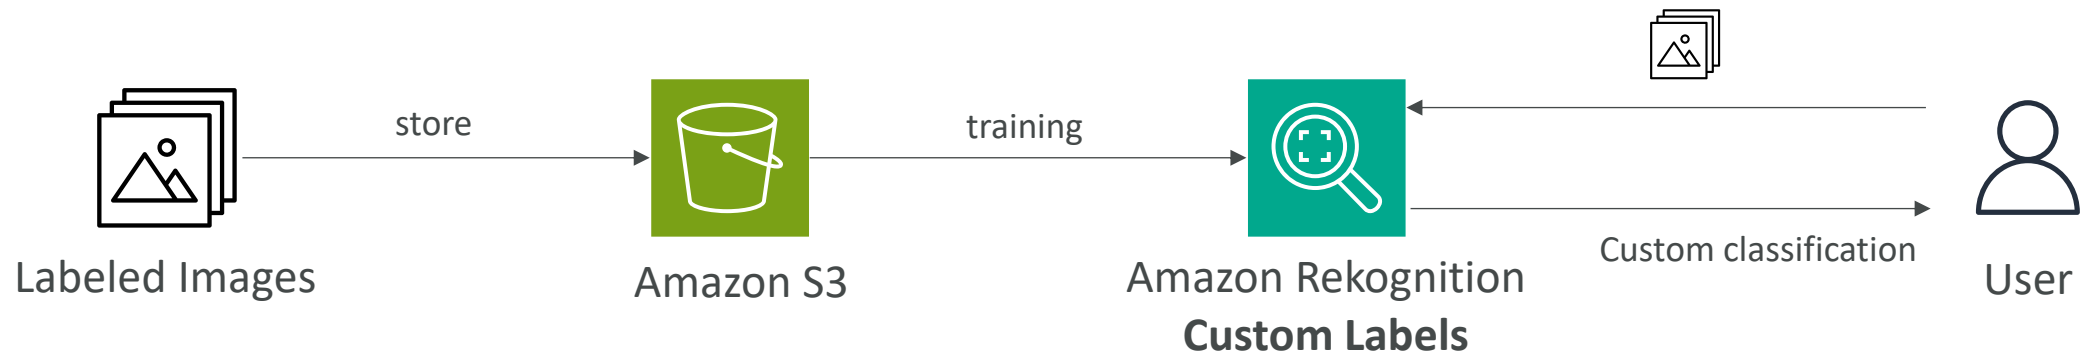 store
training
Custom classification
Labeled Images
Amazon S3
Amazon Rekognition
Custom Labels
User